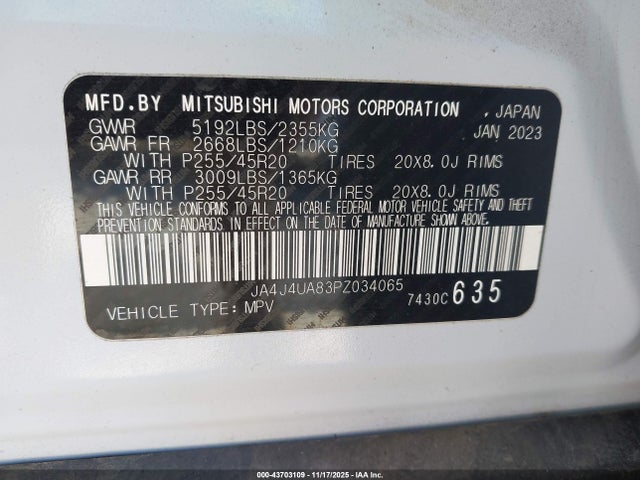 MFD.BY MITSUBISHI MOTORS CORPORATION , JAPAN
GVWR 5192LBS/2355KG JAN 2023
GAWR FR 2668LBS/1210KG
WITH P255/45R20 TIRES 20X8.0J RIMS
GAWR RR 3009LBS/1365KG
WITH P255/45R20 TIRES 20X8.0J RIMS
THIS VEHICLE CONFORMS TO ALL APPLICABLE FEDERAL MOTOR VEHICLE SAFETY AND THEFT
PREVENTION STANDARDS IN EFFECT ON THE DATE OF MANUFACTURE SHOWN ABOVE.
JA4J4UA83PZ034065
VEHICLE TYPE: MPV 7430C 635
000-43703109 - 11/17/2025 - IAA Inc.